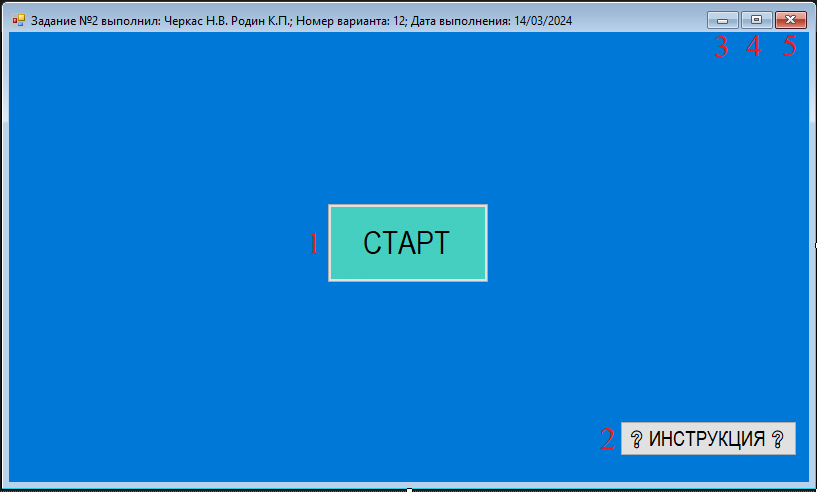 Задание №2 выполнил: Черкас Н.В. Родин К.П.; Номер варианта: 12; Дата выполнения: 14/03/2024
3 4 5
1 СТАРТ
2 ? ИНСТРУКЦИЯ ?